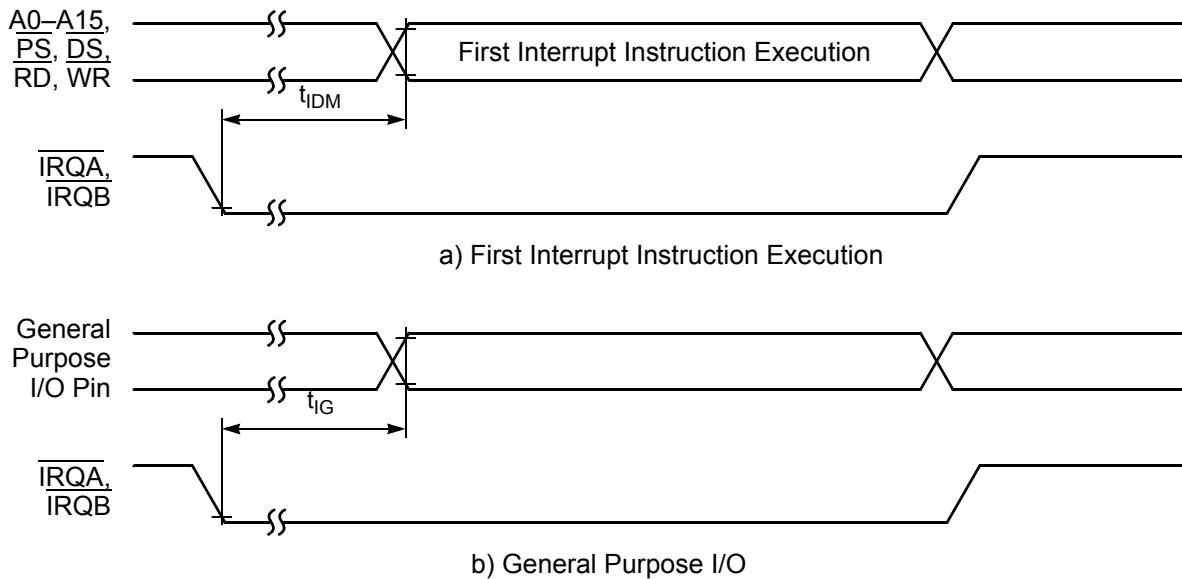 A0–A15,
PS, DS,
RD, WR
First Interrupt Instruction Execution
tIDM
IRQA,
IRQB
a) First Interrupt Instruction Execution
General
Purpose
I/O Pin
tIG
IRQA,
IRQB
b) General Purpose I/O